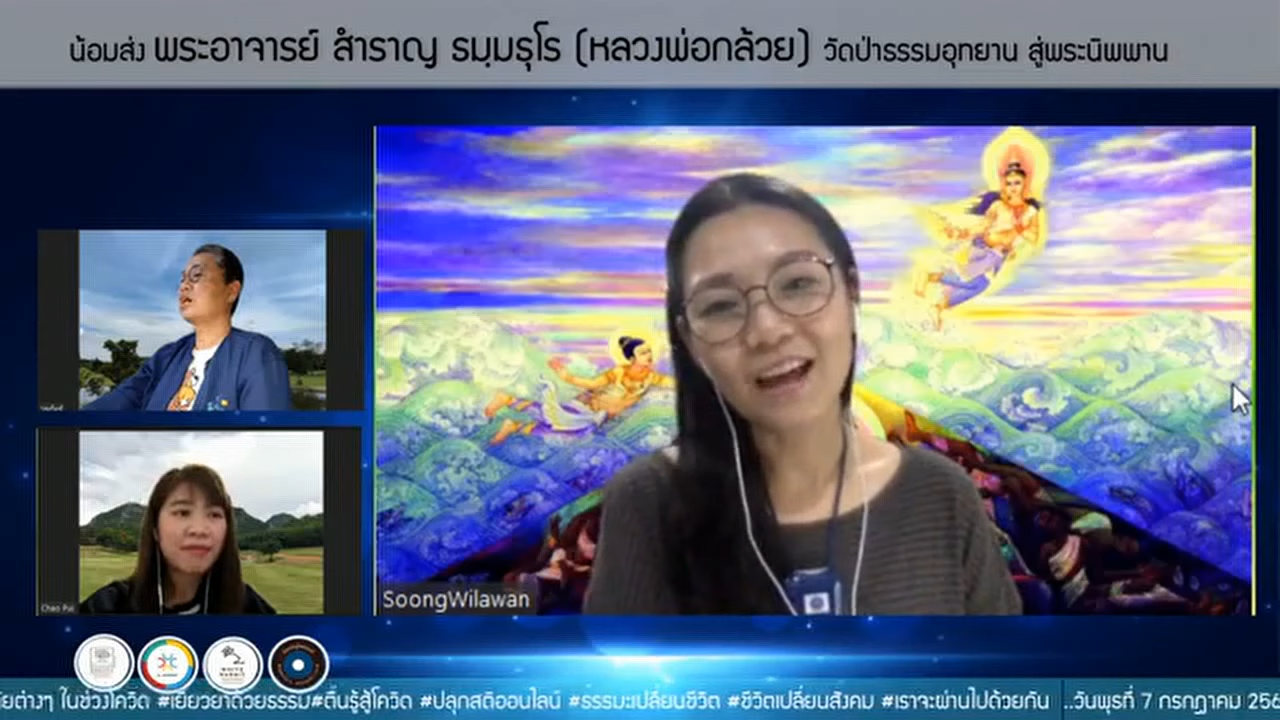 น้อมส่ง พระอาจารย์ สำราญ ธมฺมธุโร (หลวงพ่อกล้วย) วัดป่าธรรมอุทยาน สู่พระนิพพาน
Chao Pui
SoongWilawan
ในช่วงโควิด #เยียวยาด้วยธรรม#ตื่นรู้สู้โควิด #ปลุกสติออนไลน์ #ธรรมะเปลี่ยนชีวิต #ชีวิตเปลี่ยนสังคม #เราจะผ่านไปด้วยกัน ..วันพุธที่ 7 กรกฎาคม 256